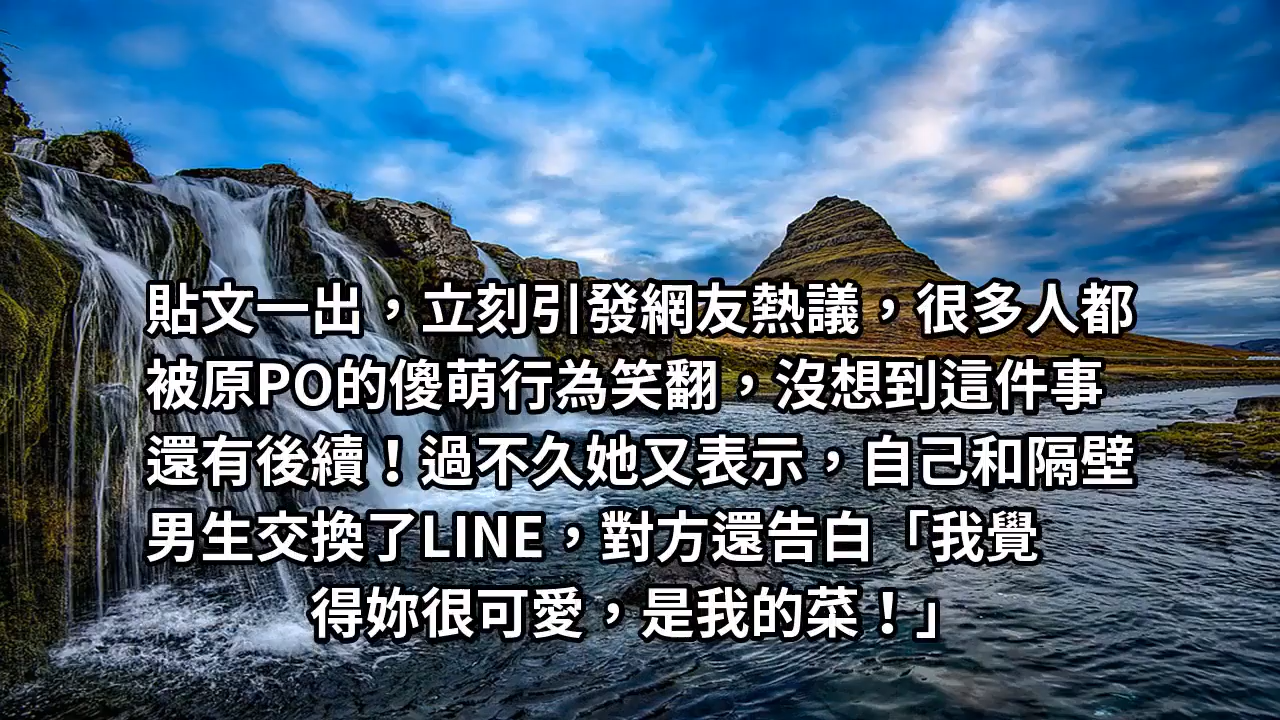 貼文一出，立刻引發網友熱議，很多人都
被原PO的傻萌行為笑翻，沒想到這件事
還有後續！過不久她又表示，自己和隔壁
男生交換了LINE，對方還告白「我覺
得妳很可愛，是我的菜！」